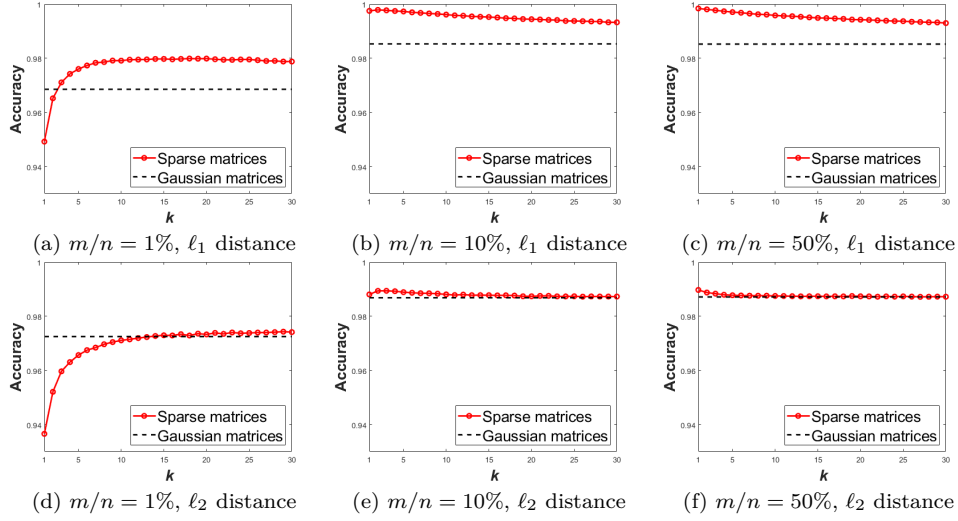 1
0.98
0.96
0.94
Accuracy
Sparse matrices
Gaussian matrices
1 5 10 15 20 25 30
k
(a) m/n = 1%, ℓ1 distance
1
0.98
0.96
0.94
Accuracy
Sparse matrices
Gaussian matrices
1 5 10 15 20 25 30
k
(b) m/n = 10%, ℓ1 distance
1
0.98
0.96
0.94
Accuracy
Sparse matrices
Gaussian matrices
1 5 10 15 20 25 30
k
(c) m/n = 50%, ℓ1 distance
1
0.98
0.96
0.94
Accuracy
Sparse matrices
Gaussian matrices
1 5 10 15 20 25 30
k
(d) m/n = 1%, ℓ2 distance
1
0.98
0.96
0.94
Accuracy
Sparse matrices
Gaussian matrices
1 5 10 15 20 25 30
k
(e) m/n = 10%, ℓ2 distance
1
0.98
0.96
0.94
Accuracy
Sparse matrices
Gaussian matrices
1 5 10 15 20 25 30
k
(f) m/n = 50%, ℓ2 distance